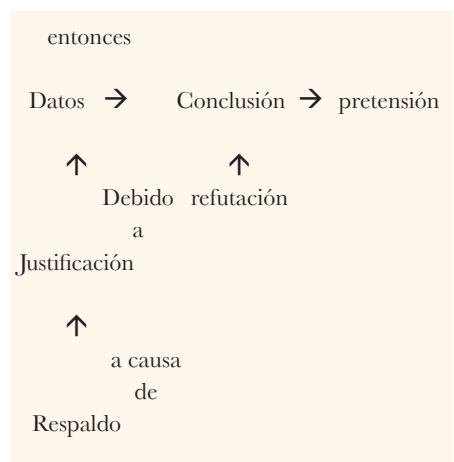 entonces
Datos → Conclusión → pretensión
↑ ↑
Debido refutación
a
Justificación
↑
a causa
de
Respaldo